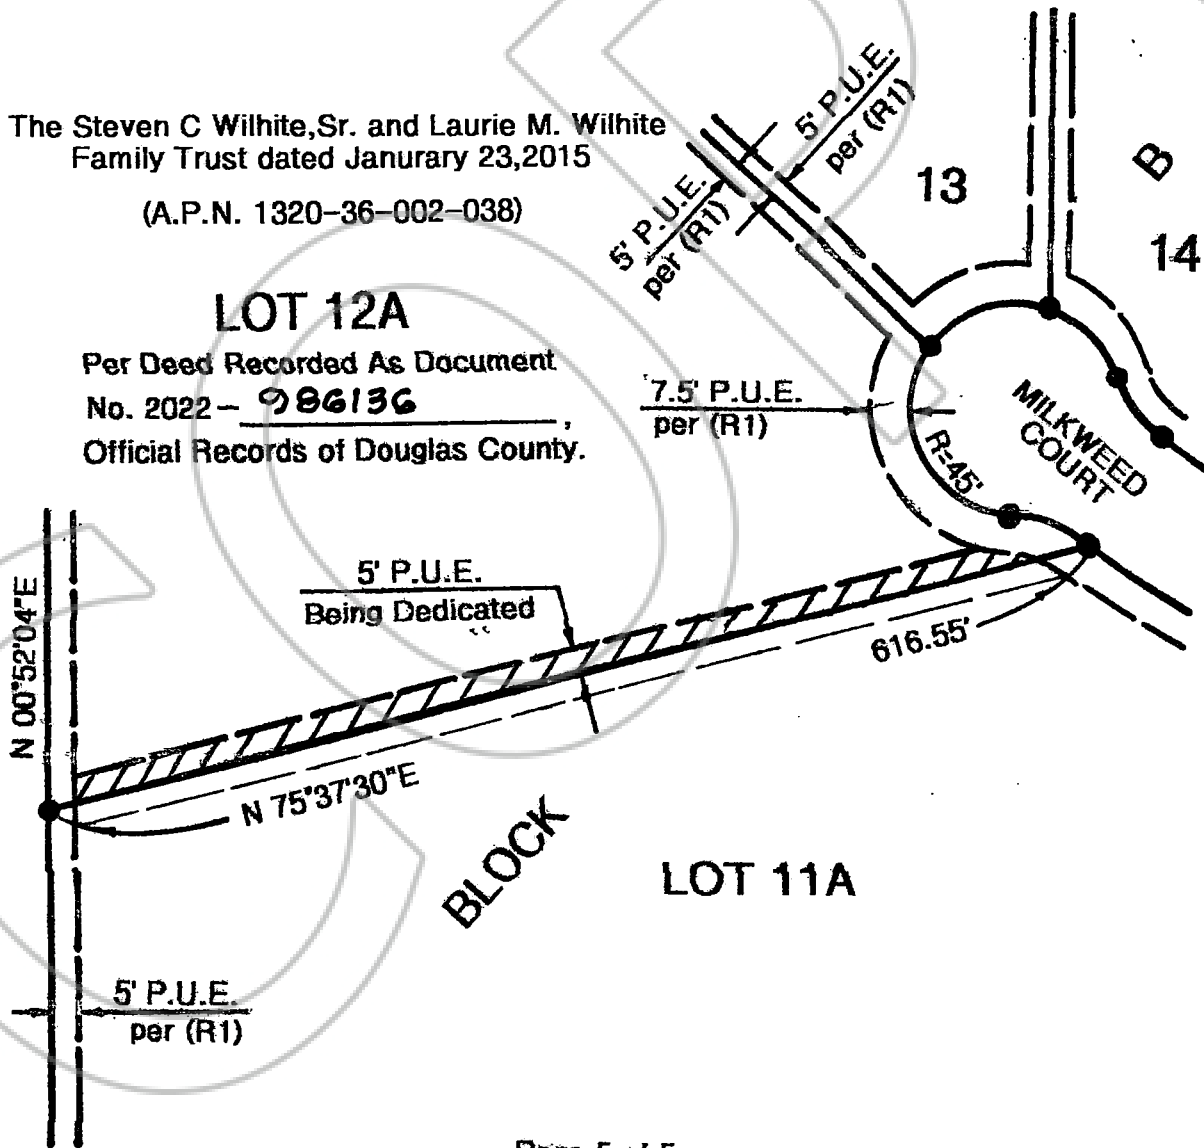 The Steven C Wilhite,Sr. and Laurie M. Wilhite
Family Trust dated Janurary 23,2015
(A.P.N. 1320-36-002-038)
5' P.U.E.
per (R1)
5' P.U.E.
per (R1)
13
B
14
LOT 12A
Per Deed Recorded As Document
No. 2022- 986136,
Official Records of Douglas County.
7.5' P.U.E.
per (R1)
R=45'
MILKWEED
COURT
5' P.U.E.
Being Dedicated
N 00°52'04"E
616.55'
N 75°37'30"E
BLOCK
LOT 11A
5' P.U.E.
per (R1)
COPY